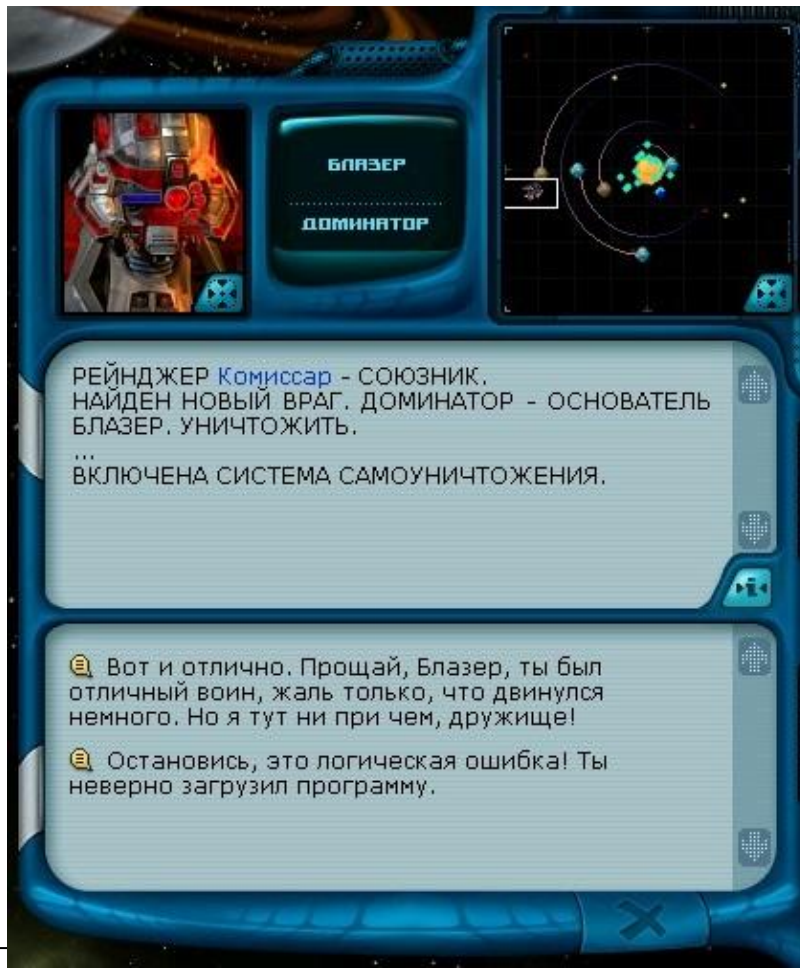 БЛАЗЕР
ДОМИНАТОР
РЕЙНДЖЕР Комиссар - СОЮЗНИК.
НАЙДЕН НОВЫЙ ВРАГ. ДОМИНАТОР - ОСНОВАТЕЛЬ
БЛАЗЕР. УНИЧТОЖИТЬ.
...
ВКЛЮЧЕНА СИСТЕМА САМОУНИЧТОЖЕНИЯ.
Вот и отлично. Прощай, Блазер, ты был
отличный воин, жаль только, что двинулся
немного. Но я тут ни при чем, дружище!
Остановись, это логическая ошибка! Ты
неверно загрузил программу.